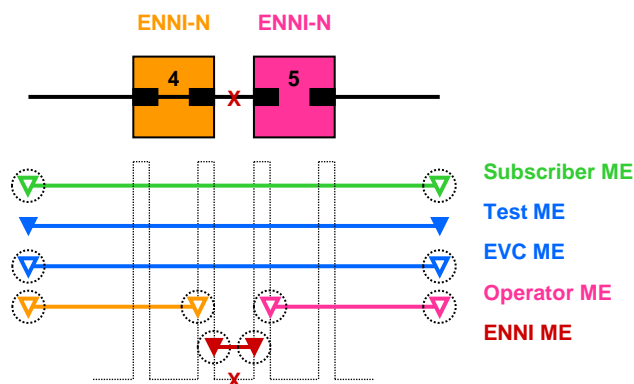 ENNI-N ENNI-N
4 5
x
Subscriber ME
Test ME
EVC ME
Operator ME
ENNI ME
x